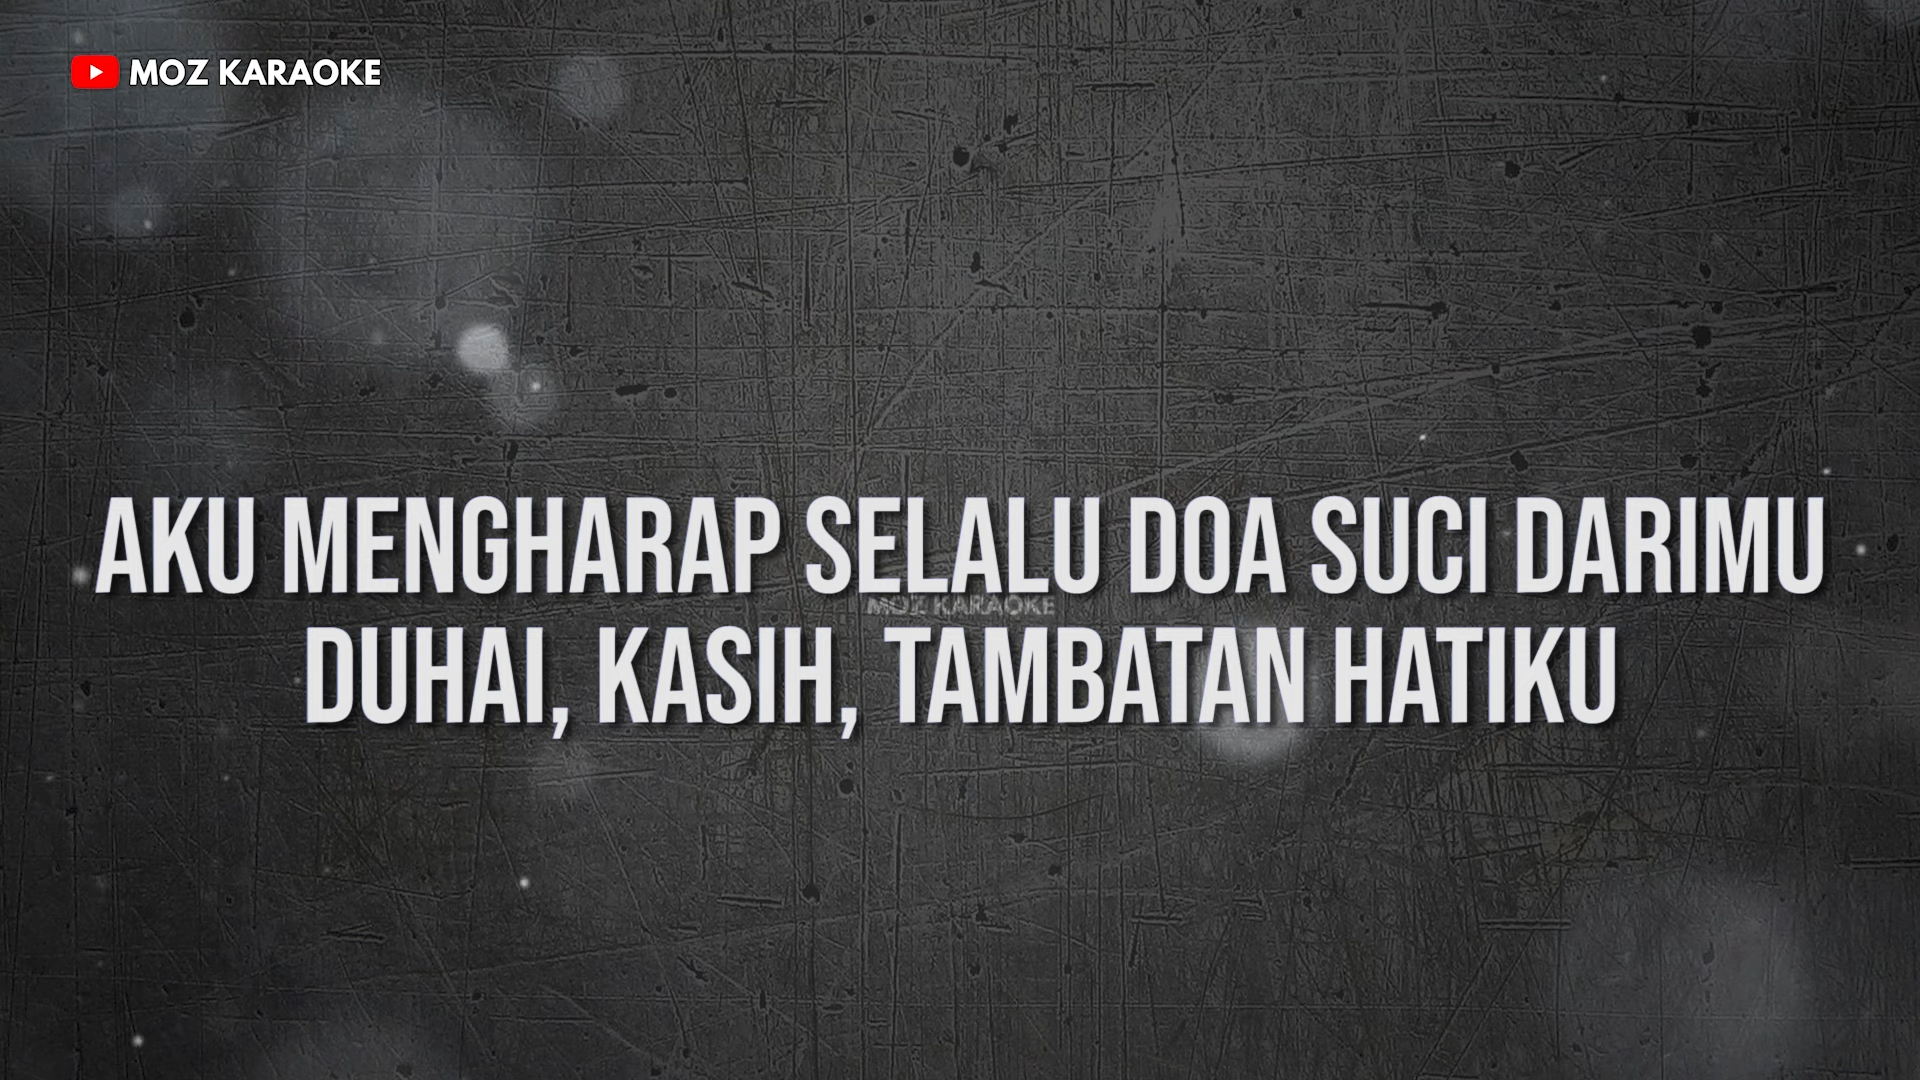 MOZ KARAOKE
AKU MENGHARAP SELALU DOA SUCI DARIMU
MOZ KARAOKE
DUHAI, KASIH, TAMBATAN HATIKU